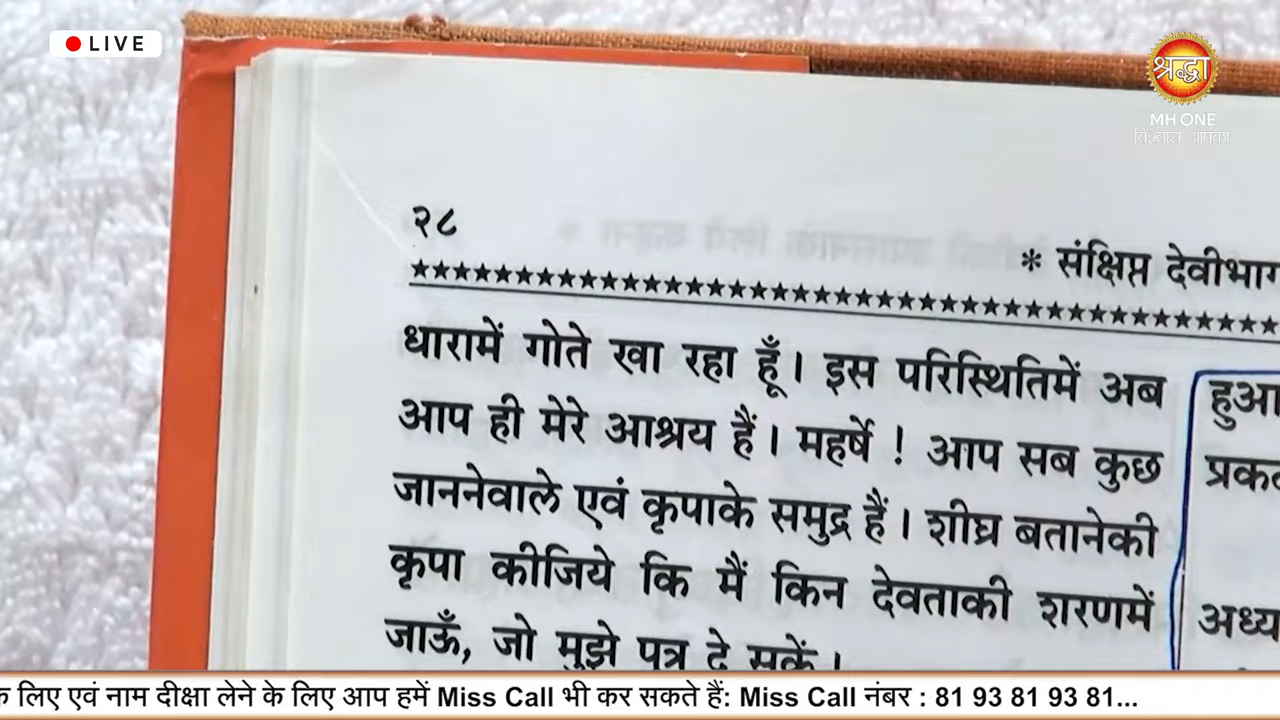 LIVE
श्रद्धा
MH ONE
विश्वास आपका
२८
* संक्षिप्त देवीभाग
धारामें गोते खा रहा हूँ। इस परिस्थितिमें अब
आप ही मेरे आश्रय हैं। महर्षे ! आप सब कुछ
जाननेवाले एवं कृपाके समुद्र हैं। शीघ्र बतानेकी
कृपा कीजिये कि मैं किन देवताकी शरणमें
जाऊँ, जो मुझे पुत्र दे सकें।
हुआ
प्रक
अध्य
के लिए एवं नाम दीक्षा लेने के लिए आप हमें Miss Call भी कर सकते हैं: Miss Call नंबर : 81 93 81 93 81...